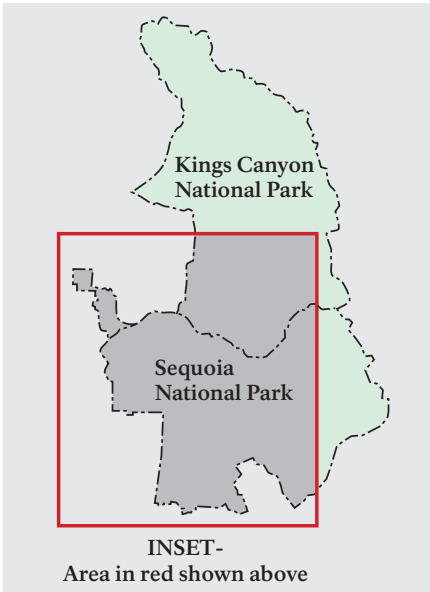 Kings Canyon
National Park
Sequoia
National Park
INSET-
Area in red shown above